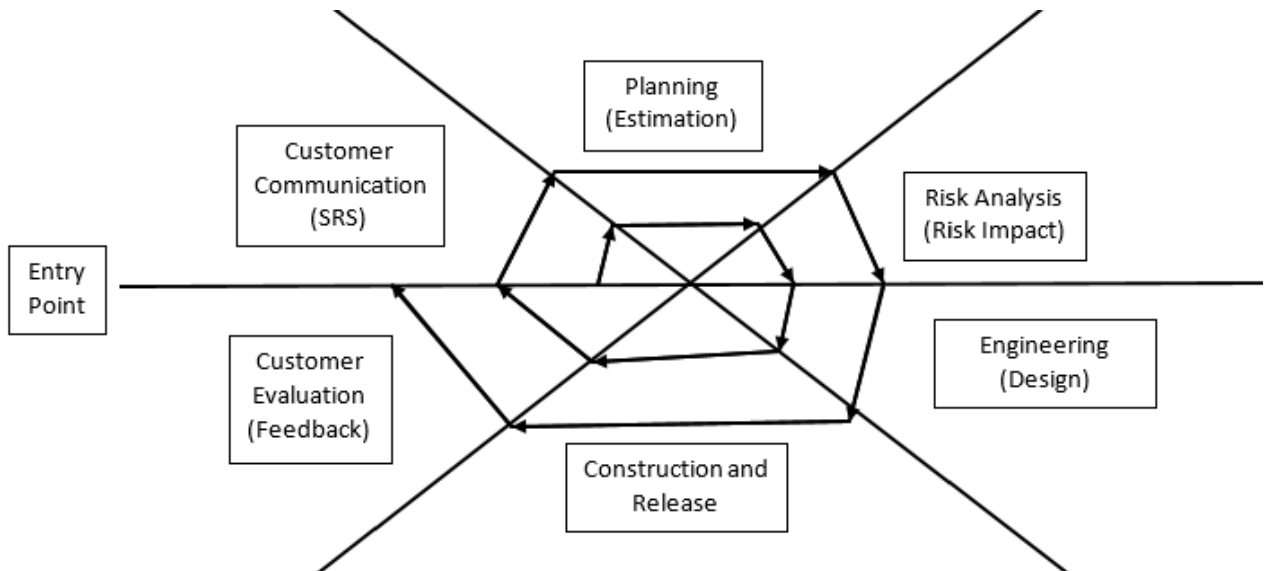 Planning
(Estimation)
Customer
Communication
(SRS)
Risk Analysis
(Risk Impact)
Entry
Point
Engineering
(Design)
Customer
Evaluation
(Feedback)
Construction and
Release